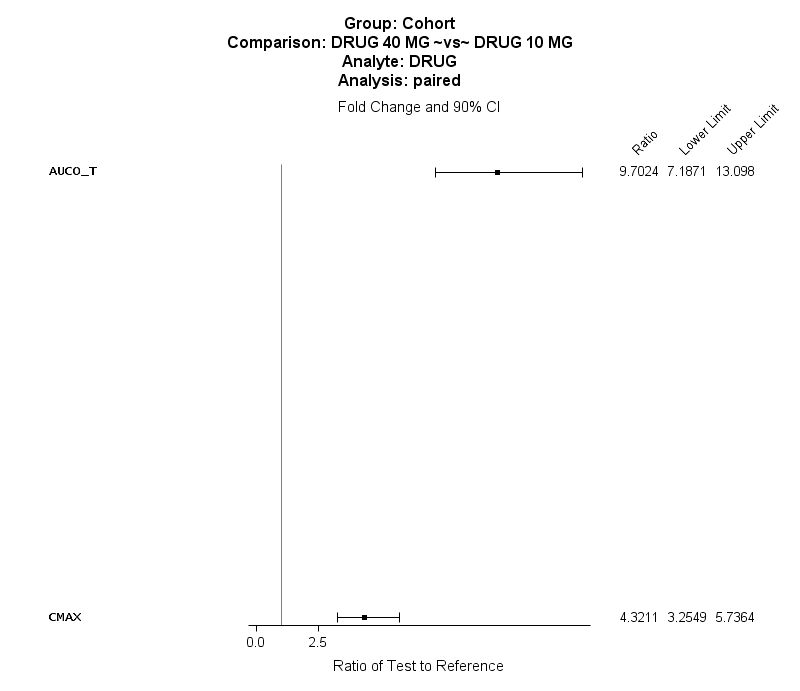 Group: Cohort
Comparison: DRUG 40 MG ~vs~ DRUG 10 MG
Analyte: DRUG
Analysis: paired
Fold Change and 90% CI
Ratio Lower Limit Upper Limit
AUC0_T 9.7024 7.1871 13.098
CMAX 4.3211 3.2549 5.7364
0.0 2.5
Ratio of Test to Reference